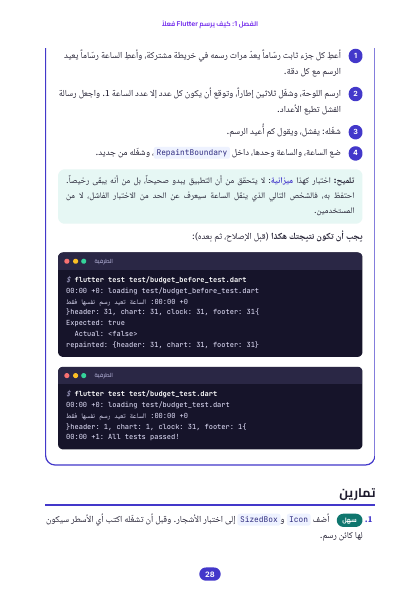 الفصل 1: كيف يرسم Flutter فعلاً
1 أعطِ كل جزء ثابت رسّاماً يعدّ مرات رسمه في خريطة مشتركة، وأعطِ الساعة رسّاماً يعيد
الرسم مع كل دقة.
2 ارسم اللوحة، وشغّل ثلاثين إطاراً، وتوقع أن يكون كل عدد إلا عدد الساعة 1. واجعل رسالة
الفشل تطبع الأعداد.
3 شغّله: يفشل، ويقول كم أُعيد الرسم.
4 ضع الساعة، والساعة وحدها، داخل RepaintBoundary، وشغّله من جديد.
تلميح: اختبار كهذا ميزانية: لا يتحقق من أن التطبيق يبدو صحيحاً، بل من أنه يبقى رخيصاً.
احتفظ به، فالشخص التالي الذي ينقل الساعة سيعرف عن الحد من الاختبار الفاشل، لا من
المستخدمين.
يجب أن تكون نتيجتك هكذا (قبل الإصلاح، ثم بعده):
الطرفية
$ flutter test test/budget_before_test.dart
00:00 +0: loading test/budget_before_test.dart
00:00 +0: الساعة تعيد رسم نفسها فقط
}header: 31, chart: 31, clock: 31, footer: 31{
Expected: true
Actual: <false>
repainted: {header: 31, chart: 31, clock: 31, footer: 31}
الطرفية
$ flutter test test/budget_test.dart
00:00 +0: loading test/budget_test.dart
00:00 +0: الساعة تعيد رسم نفسها فقط
}header: 1, chart: 1, clock: 31, footer: 1{
00:00 +1: All tests passed!
تمارين
1. سهل أضف Icon و SizedBox إلى اختبار الأشجار. وقبل أن تشغّله اكتب أي الأسطر سيكون
لها كائن رسم.
28